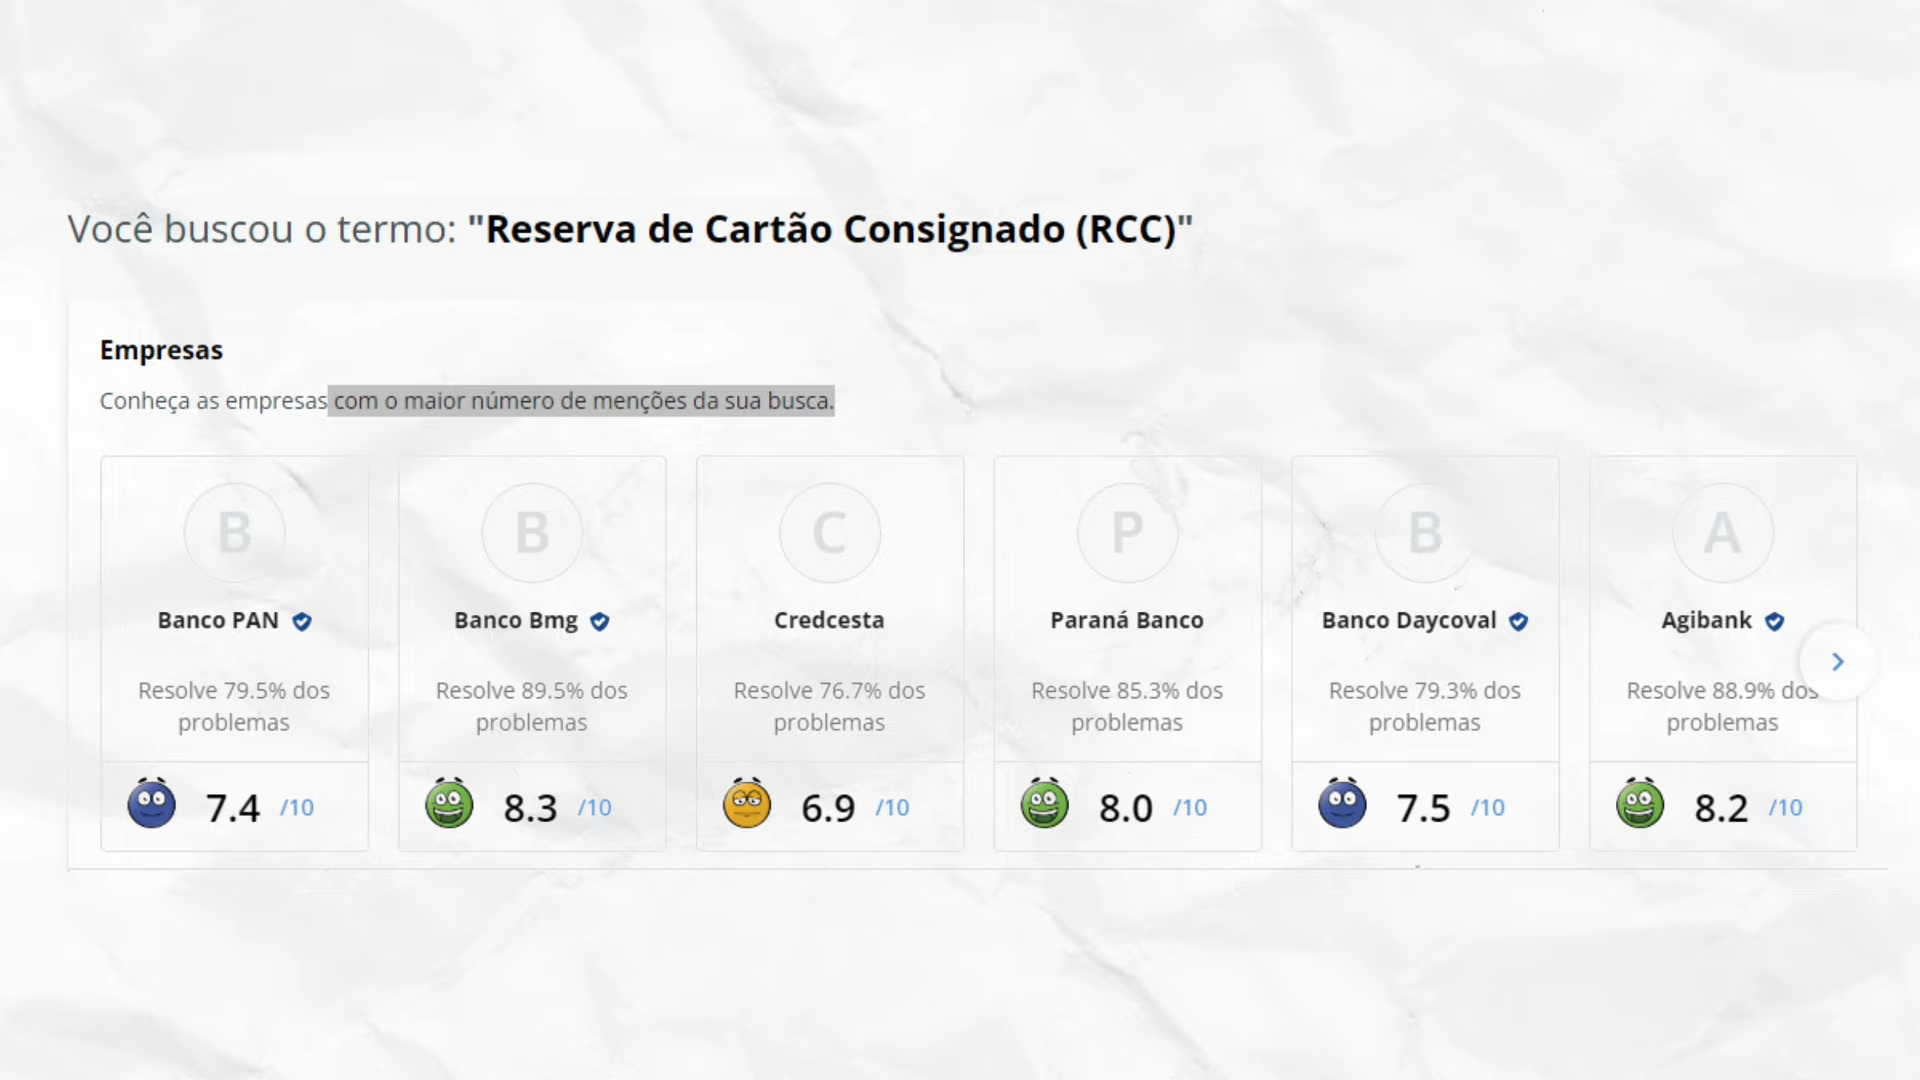 Você buscou o termo: "Reserva de Cartão Consignado (RCC)"
Empresas
Conheça as empresas com o maior número de menções da sua busca.
B
Banco PAN
Resolve 79.5% dos
problemas
7.4 /10
B
Banco Bmg
Resolve 89.5% dos
problemas
8.3 /10
C
Credcesta
Resolve 76.7% dos
problemas
6.9 /10
P
Paraná Banco
Resolve 85.3% dos
problemas
8.0 /10
B
Banco Daycoval
Resolve 79.3% dos
problemas
7.5 /10
A
Agibank
Resolve 88.9% dos
problemas
8.2 /10